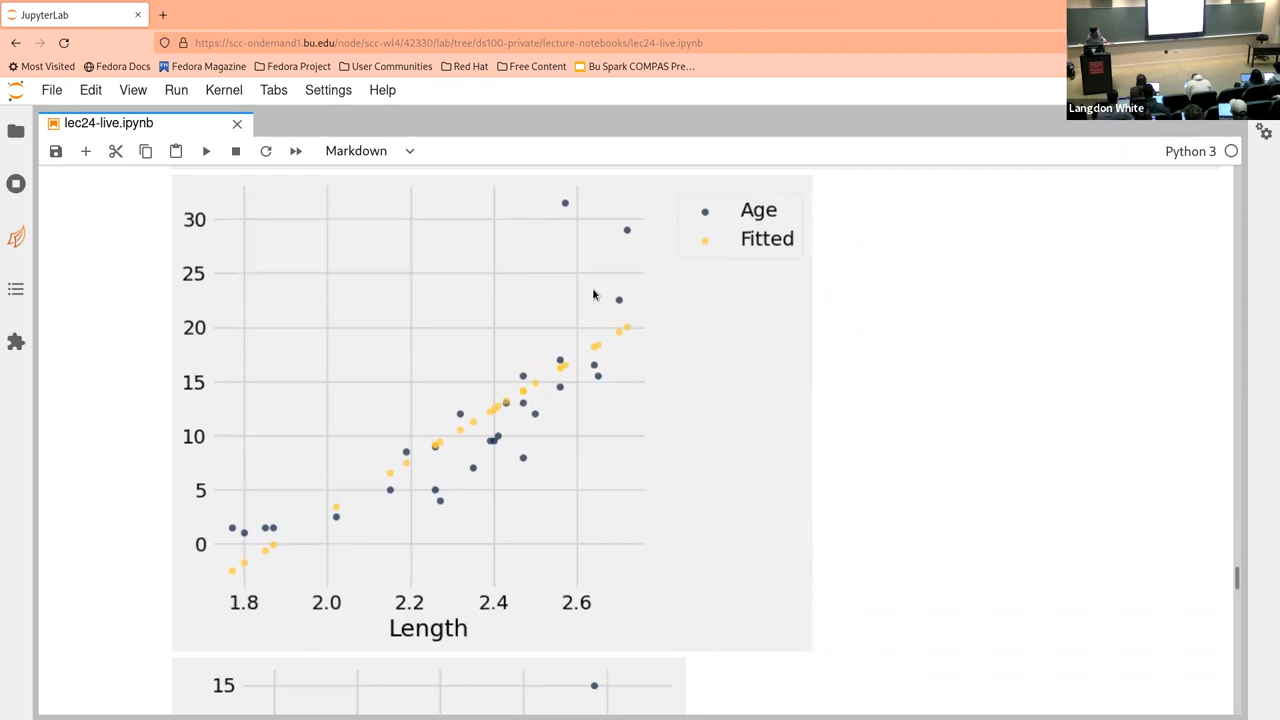 JupyterLab
https://scc-ondemand1.bu.edu/node/scc-wl4/42330/lab/tree/ds100-private/lecture-notebooks/lec24-live.ipynb
Most Visited Fedora Docs Fedora Magazine Fedora Project User Communities Red Hat Free Content Bu Spark COMPAS Pre...
Langdon White
File Edit View Run Kernel Tabs Settings Help
lec24-live.ipynb
Markdown
Python 3
30
25
20
15
10
5
0
1.8 2.0 2.2 2.4 2.6
Length
Age
Fitted
15